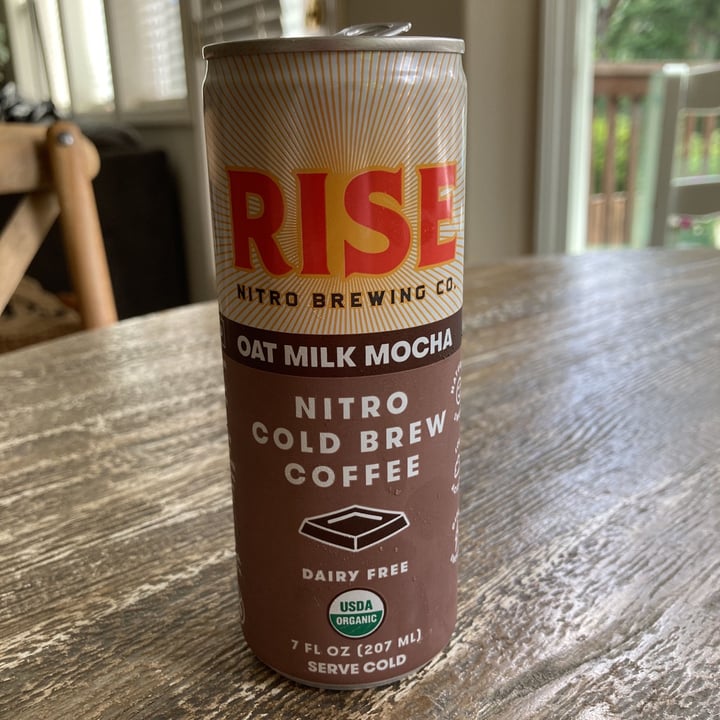 RISE
NITRO BREWING CO.
OAT MILK MOCHA
NITRO
COLD BREW
COFFEE
DAIRY FREE
USDA
ORGANIC
7 FL OZ (207 ML)
SERVE COLD